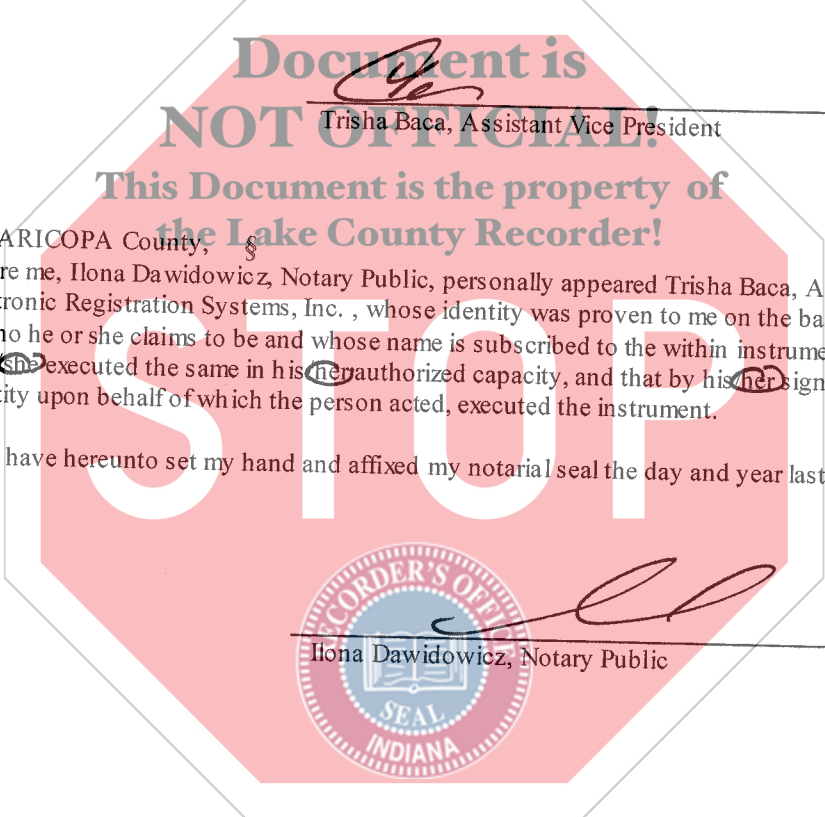 Document is
NOT OFFICIAL!
This Document is the property of
the Lake County Recorder!
STOP
Trisha Baca, Assistant Vice President
ARICOPA County, §
re me, Ilona Dawidowicz, Notary Public, personally appeared Trisha Baca, A
tronic Registration Systems, Inc. , whose identity was proven to me on the ba
no he or she claims to be and whose name is subscribed to the within instrume
she executed the same in his/her authorized capacity, and that by his/her sign
tity upon behalf of which the person acted, executed the instrument.
have hereunto set my hand and affixed my notarial seal the day and year last
Ilona Dawidowicz, Notary Public
RECORDER'S OFFICE
SEAL
INDIANA